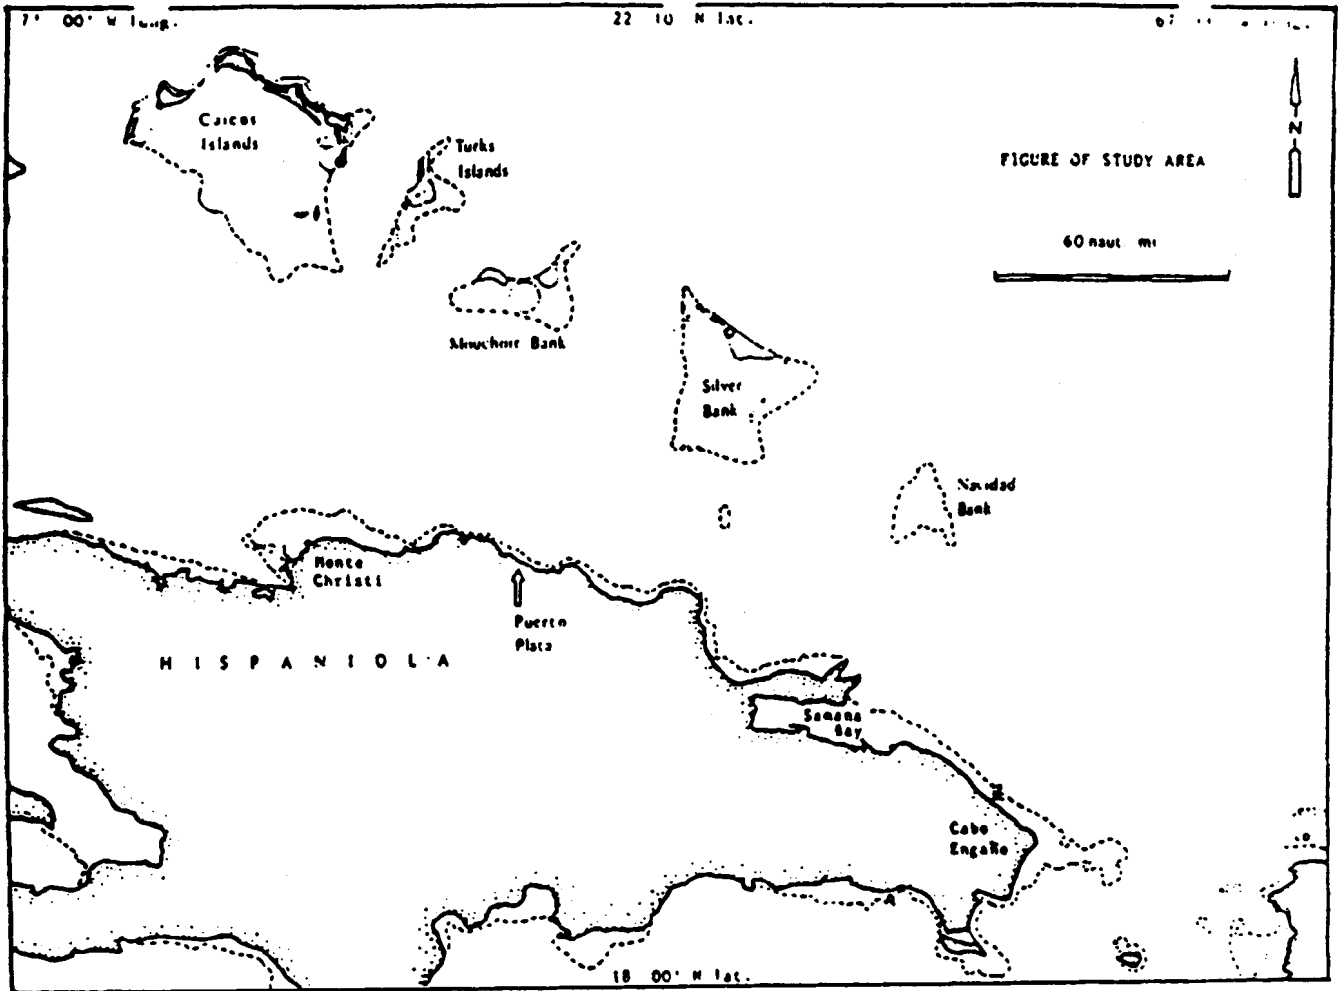 22 10 N lat.
Caicos
Islands
Turks
Islands
N
FIGURE OF STUDY AREA
60 naut. mi
Mouchoir Bank
Silver
Bank
Navidad
Bank
Monte
Christi
Puerto
Plata
HISPANIOLA
Samana
Bay
Cabo
Engaño
18 00' N lat.